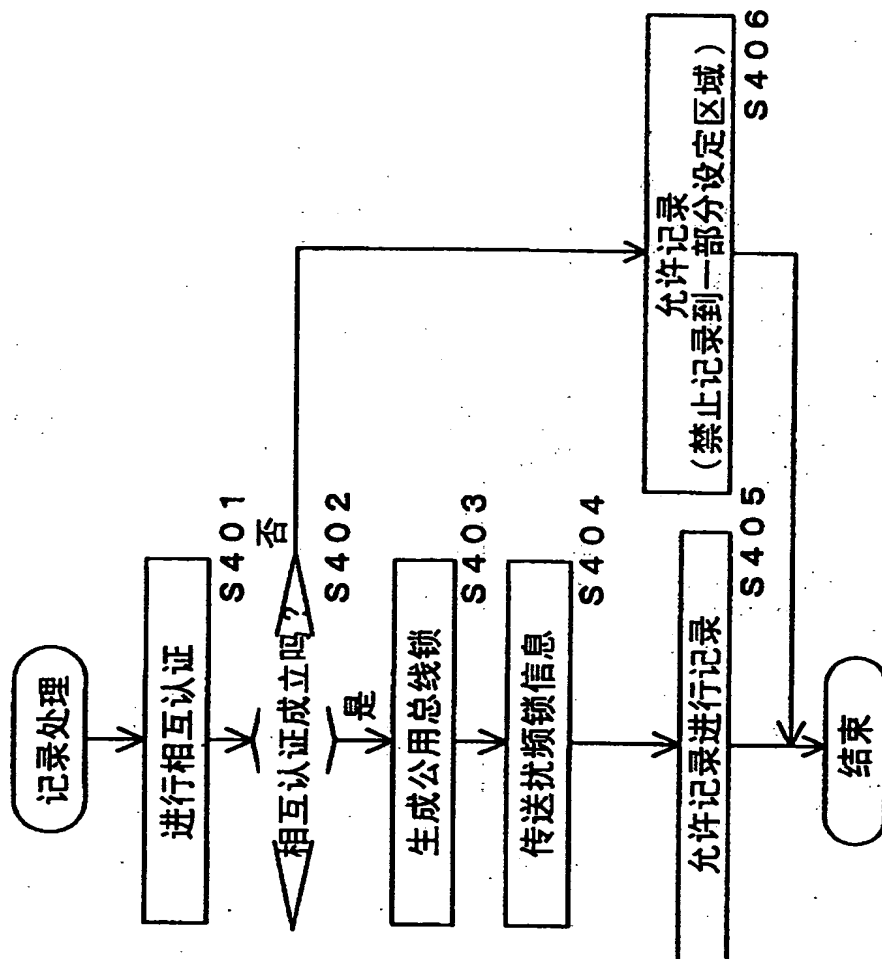 记录处理
进行相互认证
S401
相互认证成立吗？
否
S402
是
生成公用总线锁
S403
传送扰频锁信息
S404
允许记录进行记录
S405
允许记录
(禁止记录到一部分设定区域)
S406
结束